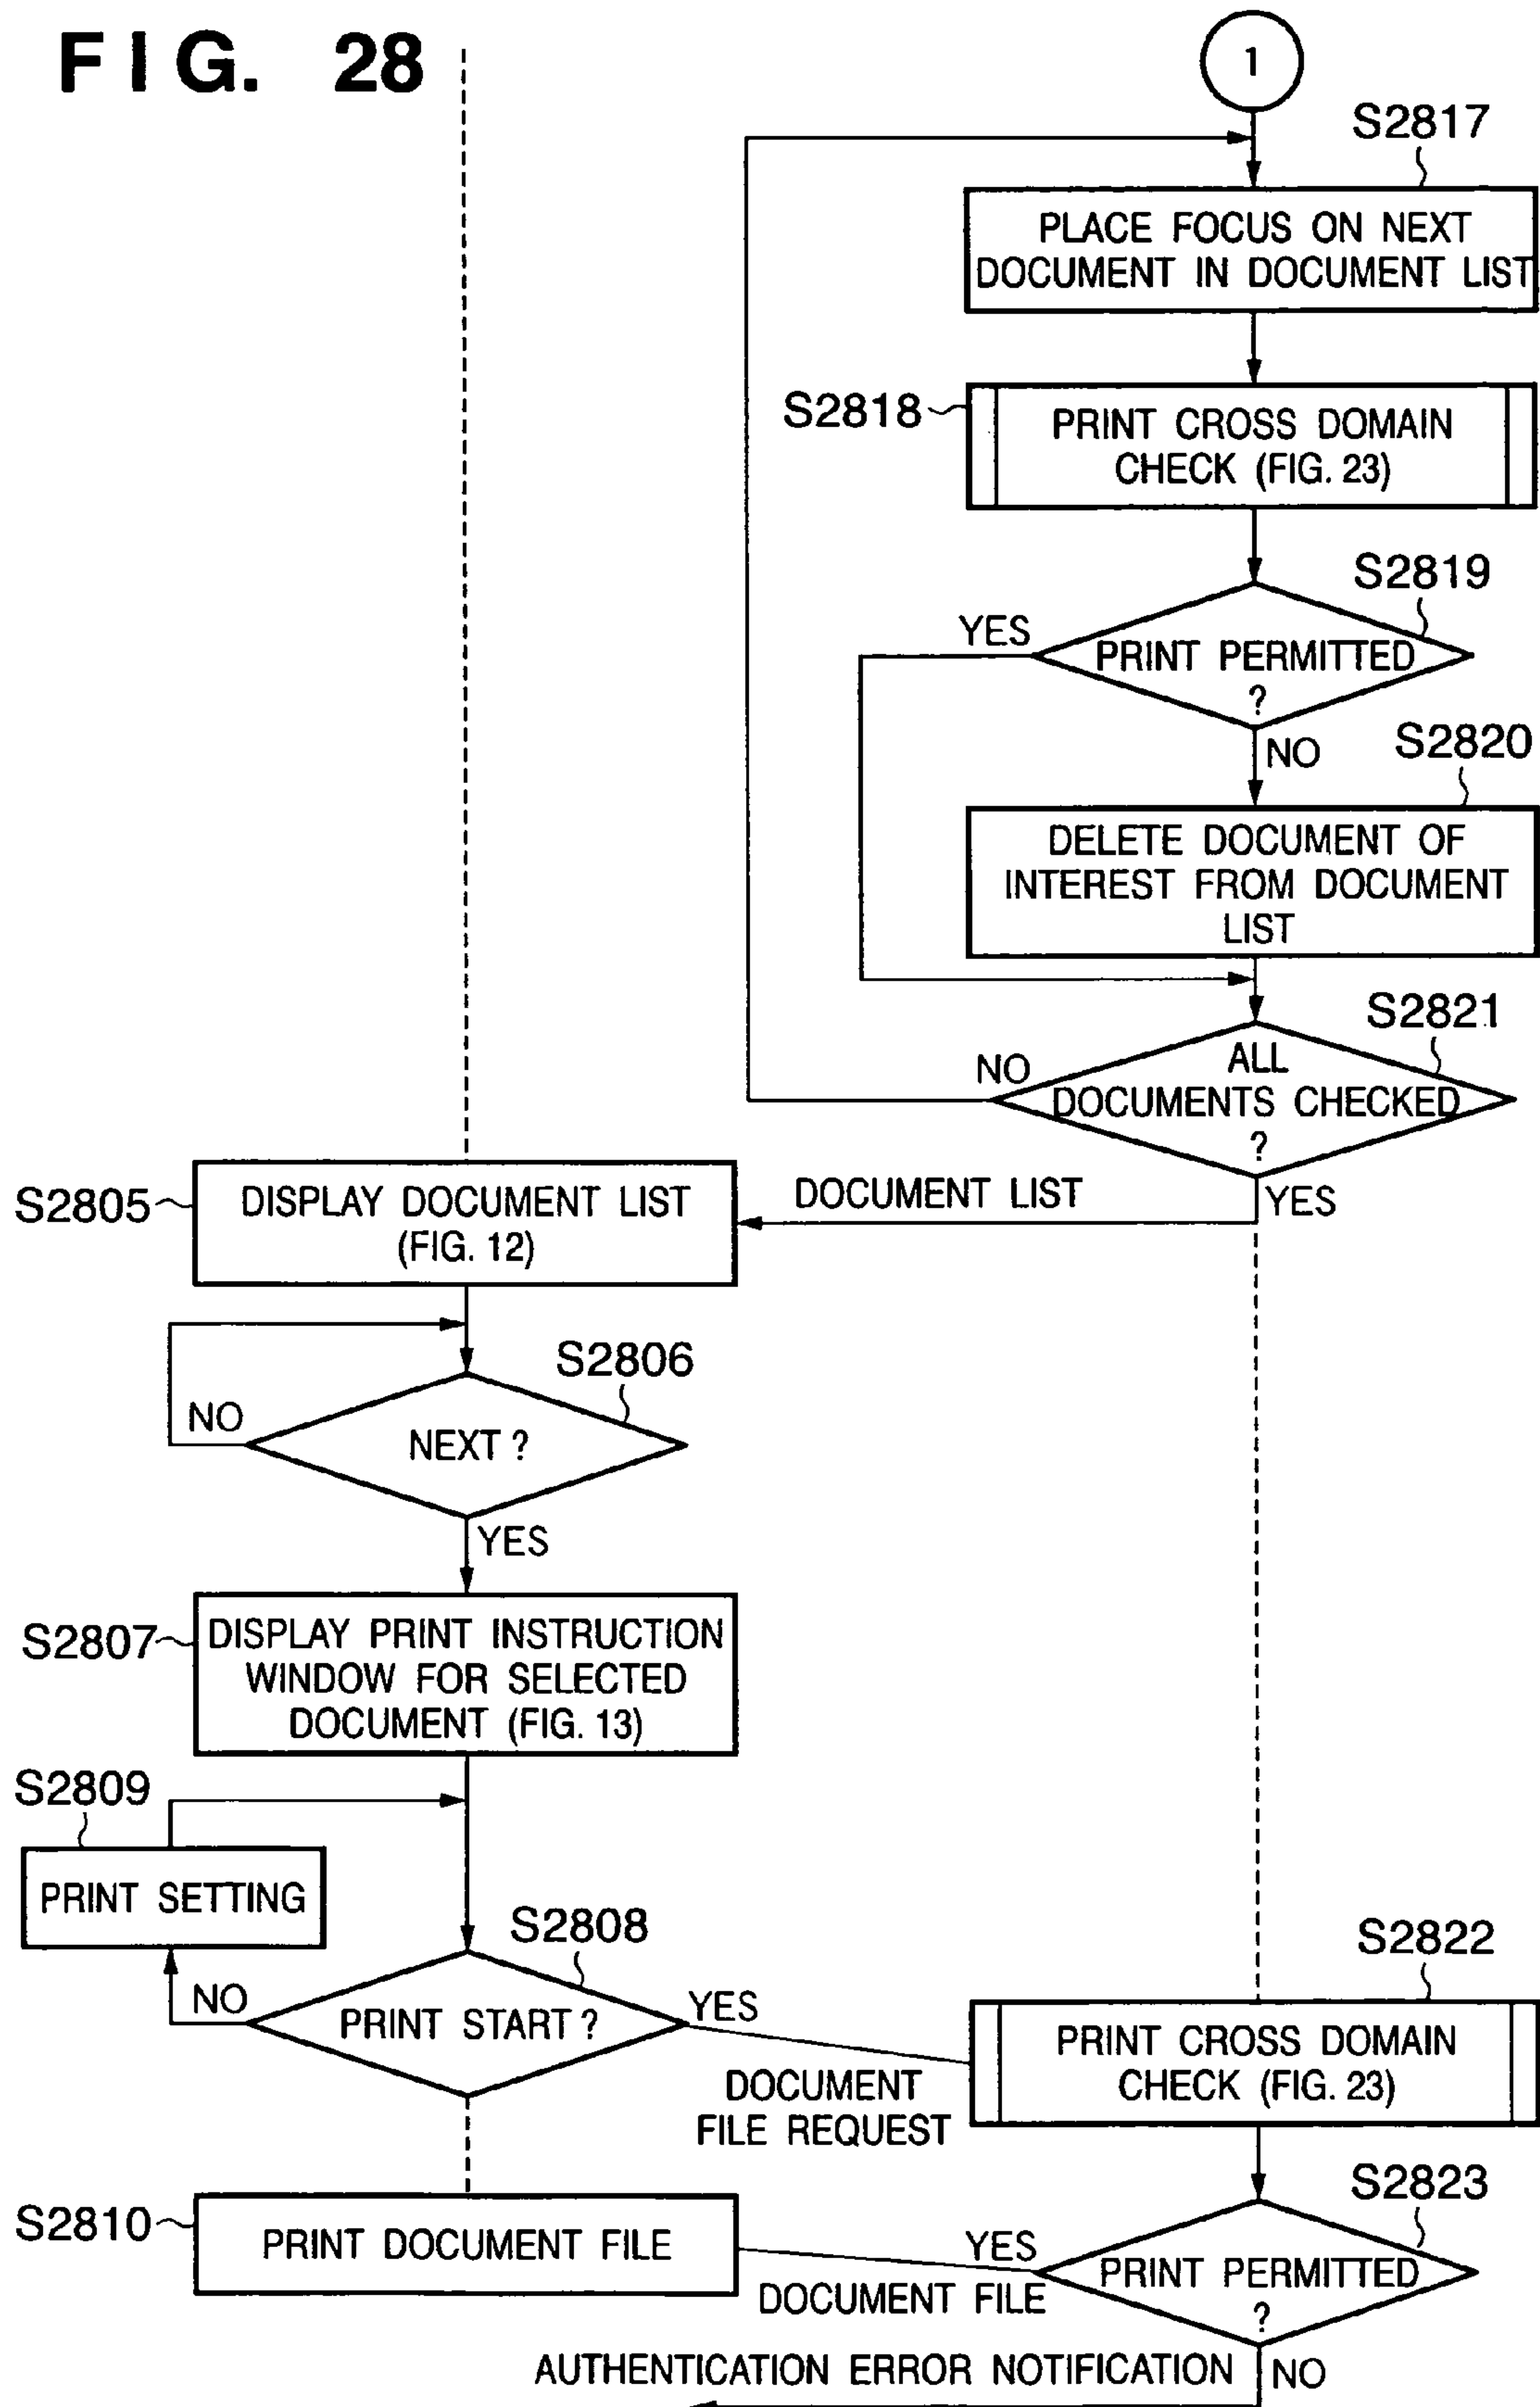 FIG. 28
1
S2817
PLACE FOCUS ON NEXT
DOCUMENT IN DOCUMENT LIST
S2818
PRINT CROSS DOMAIN
CHECK (FIG. 23)
S2819
YES
PRINT PERMITTED
?
NO
S2820
DELETE DOCUMENT OF
INTEREST FROM DOCUMENT
LIST
S2821
NO
ALL
DOCUMENTS CHECKED
?
YES
DOCUMENT LIST
S2805
DISPLAY DOCUMENT LIST
(FIG. 12)
S2806
NO
NEXT ?
YES
S2807
DISPLAY PRINT INSTRUCTION
WINDOW FOR SELECTED
DOCUMENT (FIG. 13)
S2809
PRINT SETTING
S2808
NO
PRINT START ?
YES
DOCUMENT
FILE REQUEST
S2822
PRINT CROSS DOMAIN
CHECK (FIG. 23)
S2823
S2810
PRINT DOCUMENT FILE
YES
DOCUMENT FILE
PRINT PERMITTED
?
AUTHENTICATION ERROR NOTIFICATION
NO